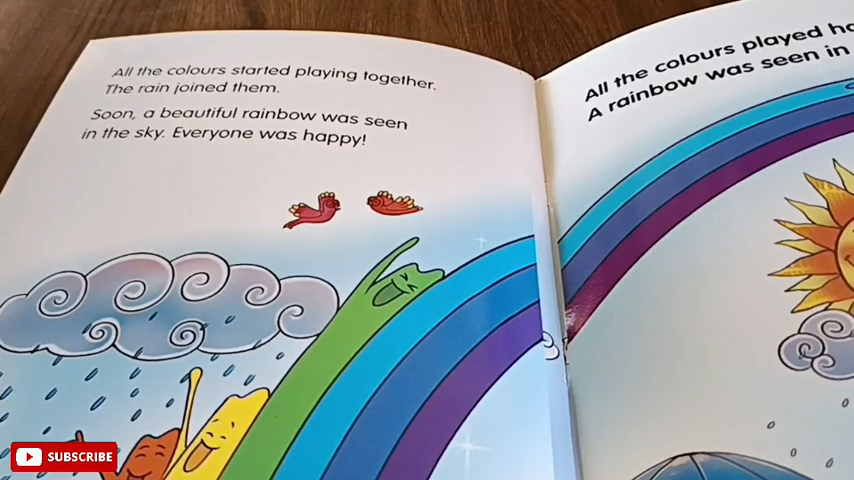 All the colours started playing together.
The rain joined them.
Soon, a beautiful rainbow was seen
in the sky. Everyone was happy!
All the colours played
A rainbow was seen in
SUBSCRIBE